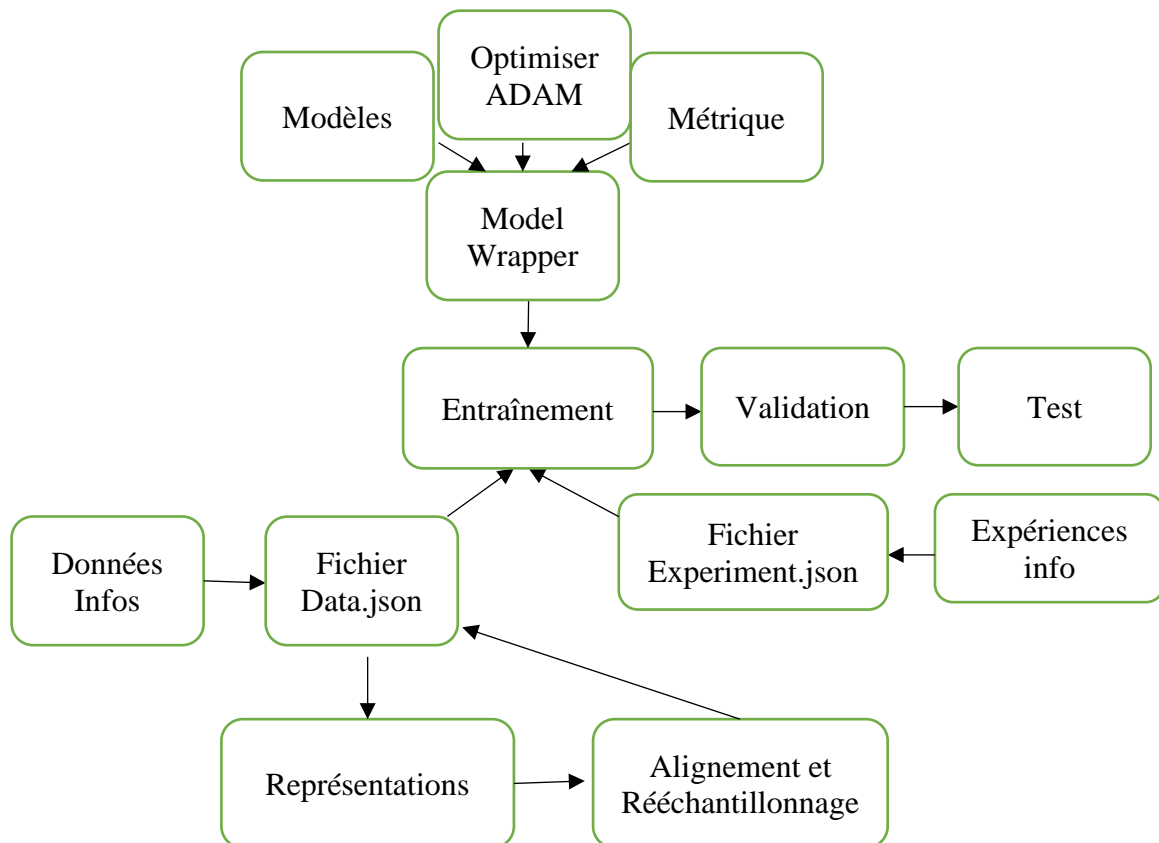 Optimiser
ADAM
Modèles
Métrique
Model
Wrapper
Entraînement
Validation
Test
Données
Infos
Fichier
Data.json
Fichier
Experiment.json
Expériences
info
Représentations
Alignement et
Rééchantillonnage